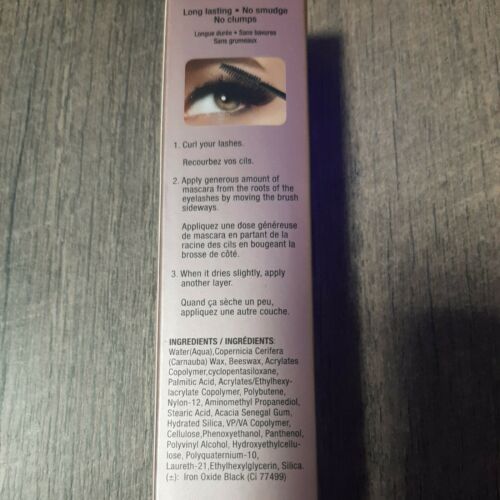 Long lasting • No smudge
No clumps
Longue durée • Sans bavures
Sans grumeaux
1. Curl your lashes.
Recourbez vos cils.
2. Apply generous amount of
mascara from the roots of the
eyelashes by moving the brush
sideways.
Appliquez une dose généreuse
de mascara en partant de la
racine des cils en bougeant la
brosse de côté.
3. When it dries slightly, apply
another layer.
Quand ça sèche un peu,
appliquez une autre couche.
INGREDIENTS / INGRÉDIENTS:
Water(Aqua),Copernicia Cerifera
(Carnauba) Wax, Beeswax, Acrylates
Copolymer,cyclopentasiloxane,
Palmitic Acid, Acrylates/Ethylhexy-
lacrylate Copolymer, Polybutene,
Nylon-12, Aminomethyl Propanediol,
Stearic Acid, Acacia Senegal Gum,
Hydrated Silica, VP/VA Copolymer,
Cellulose,Phenoxyethanol, Panthenol,
Polyvinyl Alcohol, Hydroxyethylcellu-
lose, Polyquaternium-10,
Laureth-21,Ethylhexylglycerin, Silica.
(±): Iron Oxide Black (Ci 77499)